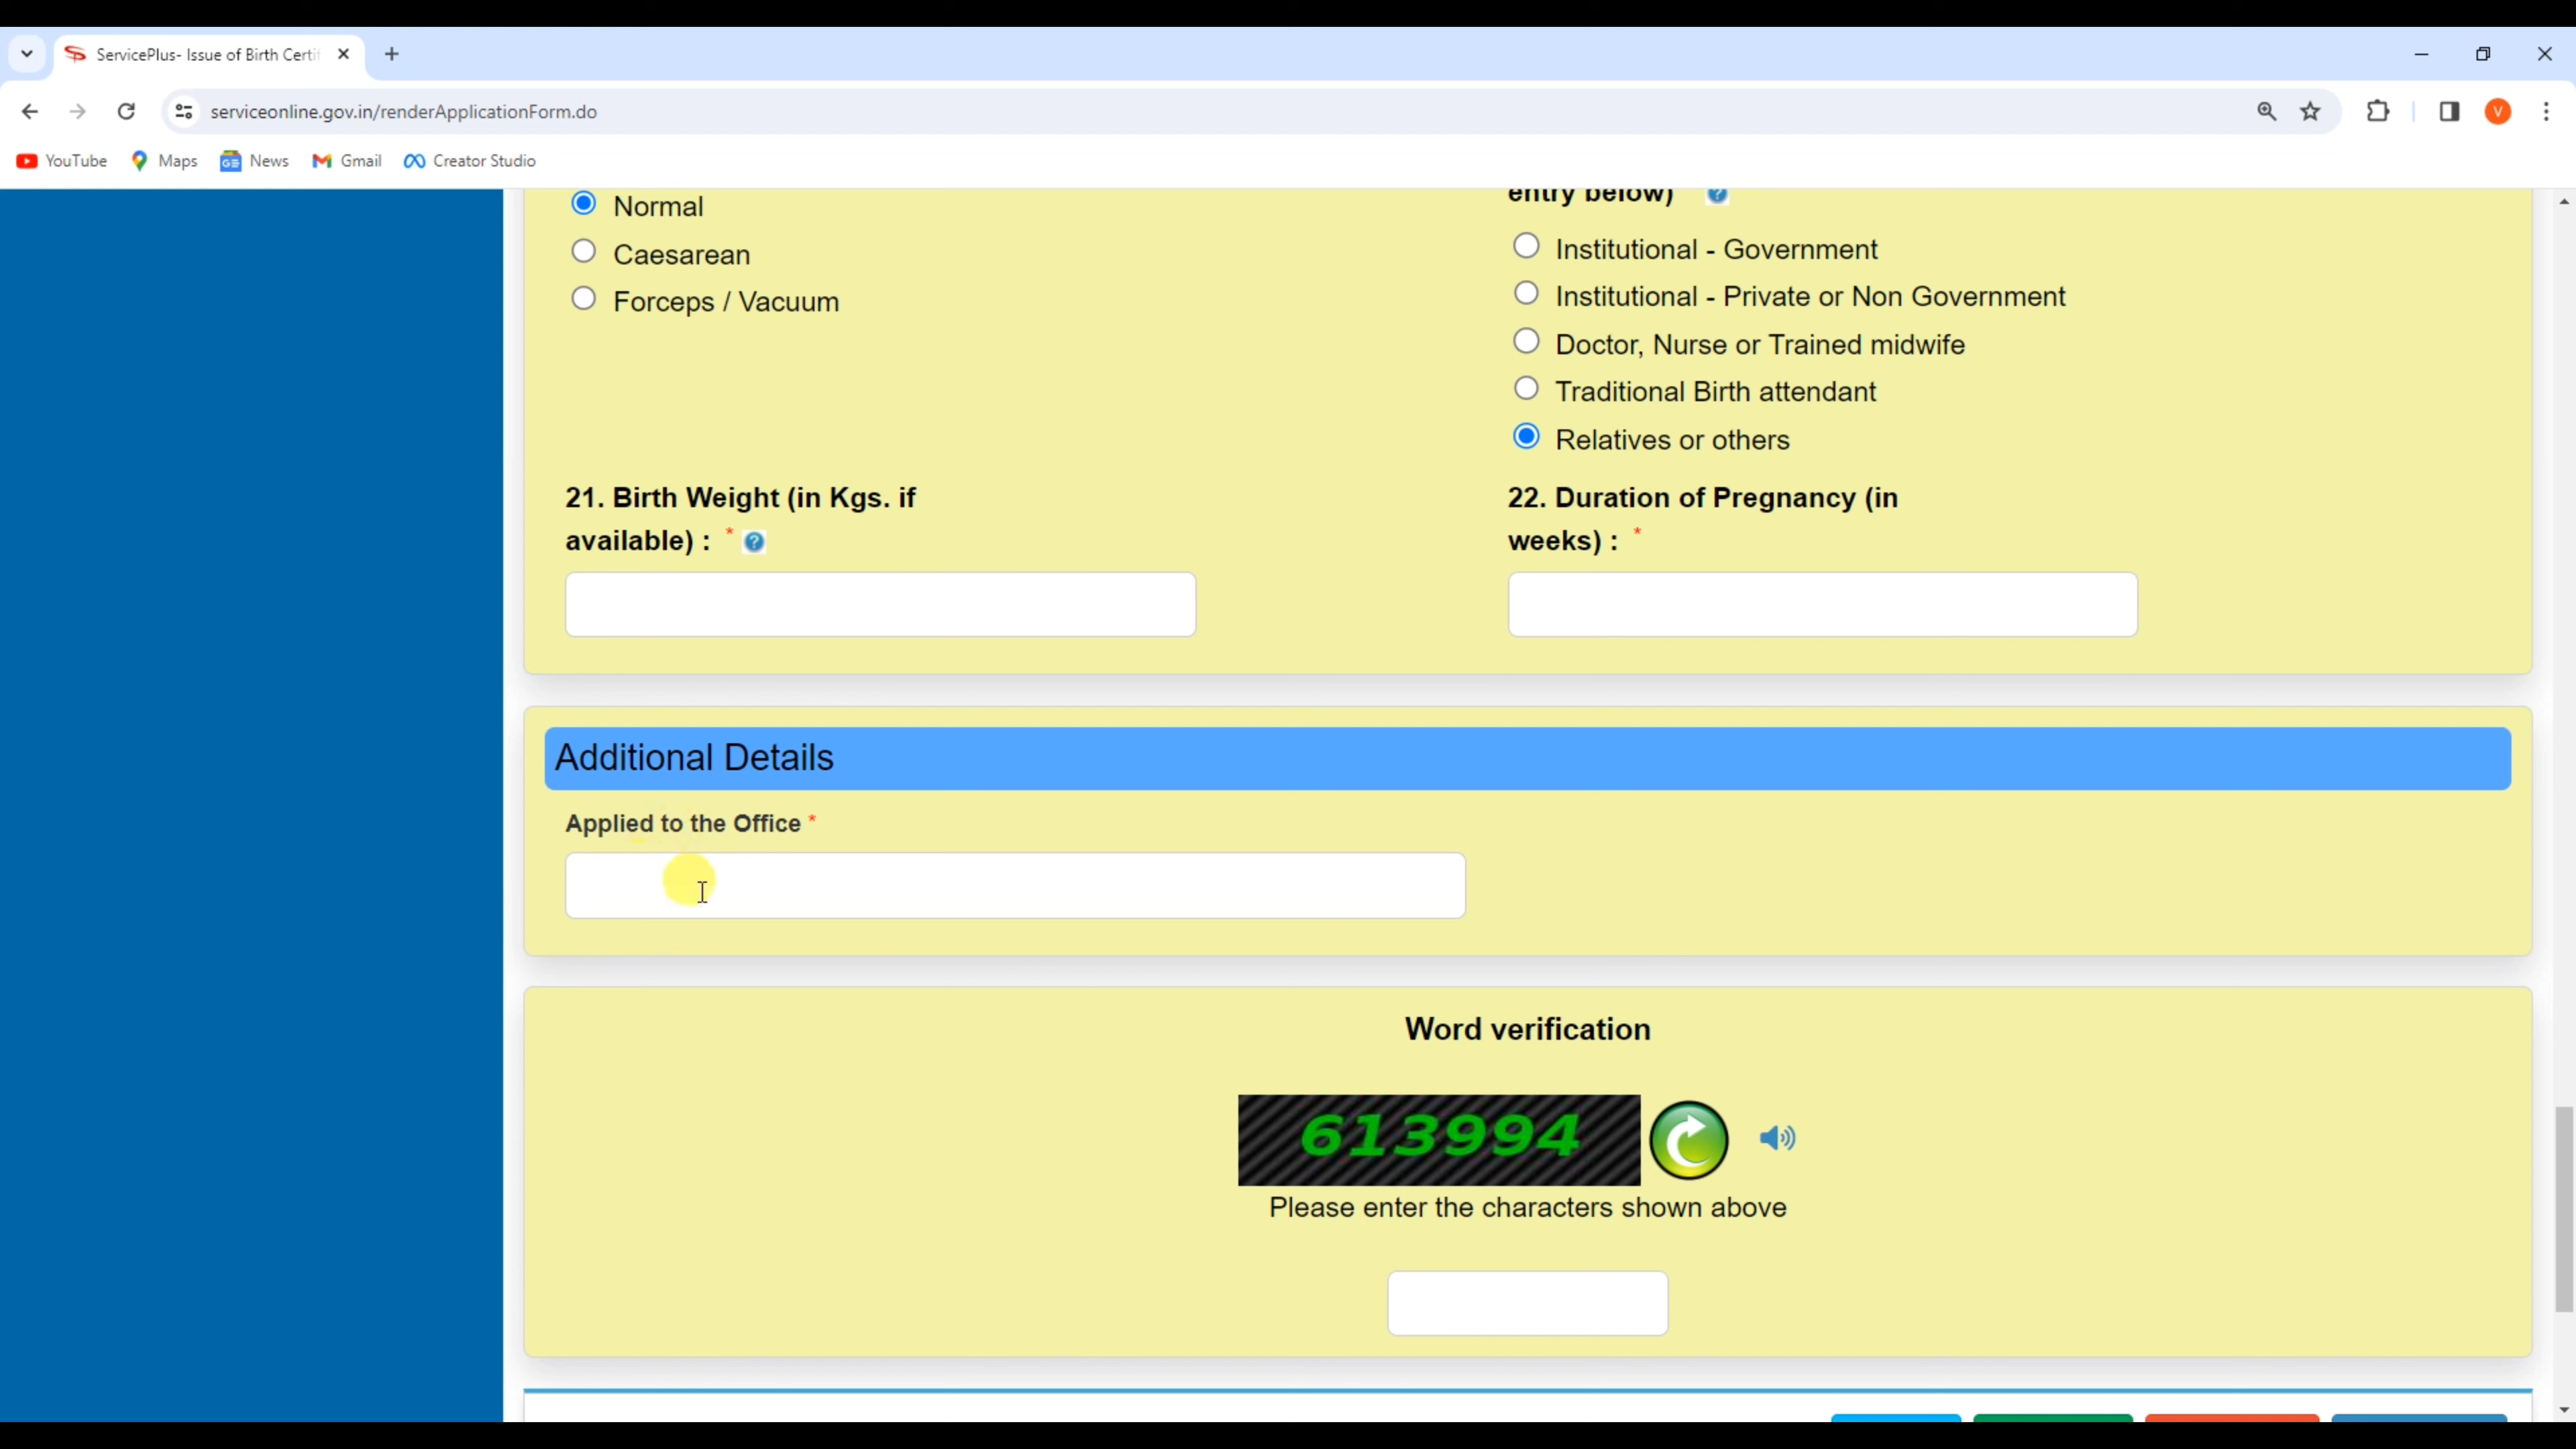 ServicePlus- Issue of Birth Certif
serviceonline.gov.in/renderApplicationForm.do
V
YouTube
Maps
News
Gmail
Creator Studio
entry below)
Normal
Caesarean
Forceps / Vacuum
Institutional - Government
Institutional - Private or Non Government
Doctor, Nurse or Trained midwife
Traditional Birth attendant
Relatives or others
21. Birth Weight (in Kgs. if
available) : *
22. Duration of Pregnancy (in
weeks) : *
Additional Details
Applied to the Office *
Word verification
613994
Please enter the characters shown above